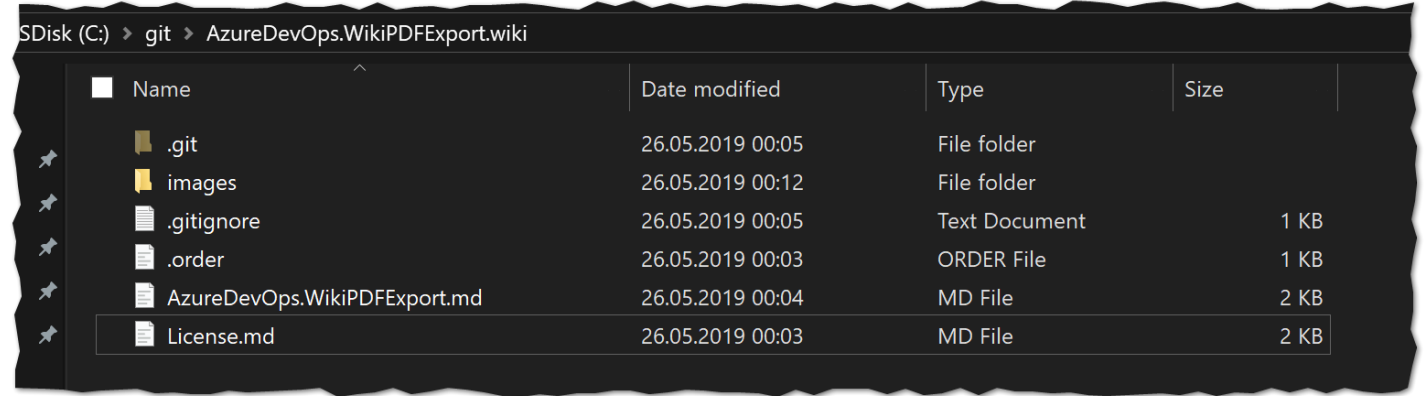 SDisk (C:) > git > AzureDevOps.WikiPDFExport.wiki
Name Date modified Type Size
.git 26.05.2019 00:05 File folder
images 26.05.2019 00:12 File folder
.gitignore 26.05.2019 00:05 Text Document 1 KB
.order 26.05.2019 00:03 ORDER File 1 KB
AzureDevOps.WikiPDFExport.md 26.05.2019 00:04 MD File 2 KB
License.md 26.05.2019 00:03 MD File 2 KB